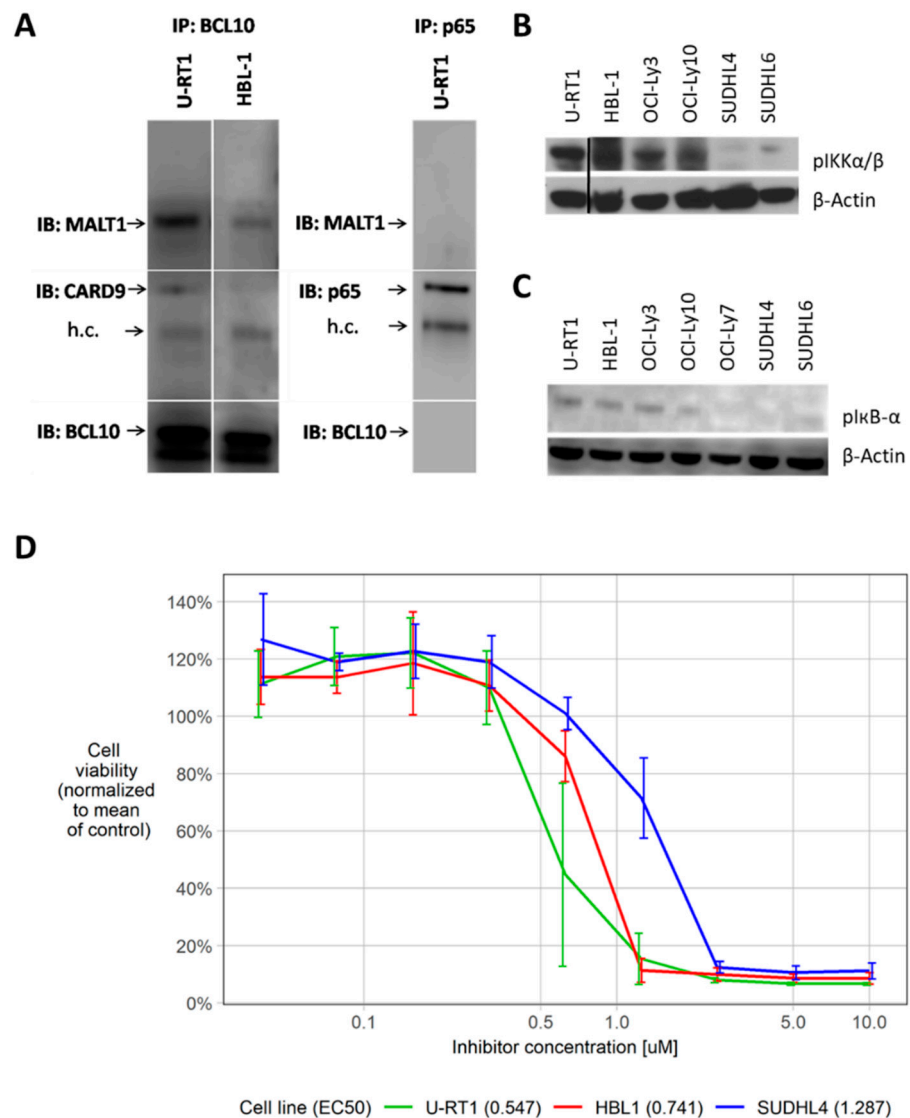 A
IP: BCL10
IP: p65
U-RT1
HBL-1
U-RT1
IB: MALT1
IB: CARD9
h.c.
IB: BCL10
IB: MALT1
IB: p65
h.c.
IB: BCL10
B
U-RT1
HBL-1
OCI-Ly3
OCI-Ly10
SUDHL4
SUDHL6
pIKKα/β
β-Actin
C
U-RT1
HBL-1
OCI-Ly3
OCI-Ly10
OCI-Ly7
SUDHL4
SUDHL6
pIκB-α
β-Actin
D
Cell
viability
(normalized
to mean
of control)
140%
120%
100%
80%
60%
40%
20%
0%
0.1 0.5 1.0 5.0 10.0
Inhibitor concentration [uM]
Cell line (EC50) U-RT1 (0.547) HBL1 (0.741) SUDHL4 (1.287)